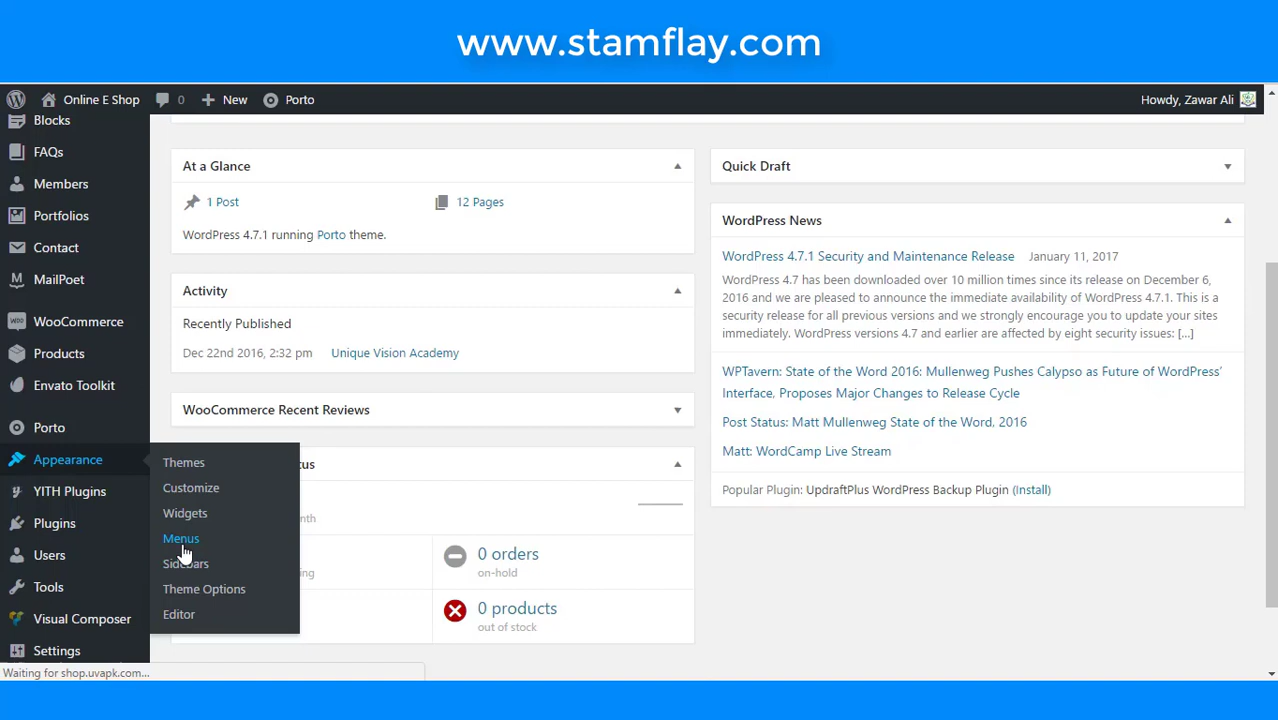 www.stamflay.com
Online E Shop 0 New Porto Howdy, Zawar Ali
Blocks
FAQs
Members
Portfolios
Contact
MailPoet
WooCommerce
Products
Envato Toolkit
Porto
Appearance
YITH Plugins
Plugins
Users
Tools
Visual Composer
Settings
Themes
Customize
Widgets
Menus
Sidebars
Theme Options
Editor
At a Glance
1 Post 12 Pages
WordPress 4.7.1 running Porto theme.
Activity
Recently Published
Dec 22nd 2016, 2:32 pm Unique Vision Academy
WooCommerce Recent Reviews
tus
nth
0 orders
ing on-hold
0 products
out of stock
Quick Draft
WordPress News
WordPress 4.7.1 Security and Maintenance Release January 11, 2017
WordPress 4.7 has been downloaded over 10 million times since its release on December 6,
2016 and we are pleased to announce the immediate availability of WordPress 4.7.1. This is a
security release for all previous versions and we strongly encourage you to update your sites
immediately. WordPress versions 4.7 and earlier are affected by eight security issues: [...]
WPTavern: State of the Word 2016: Mullenweg Pushes Calypso as Future of WordPress'
Interface, Proposes Major Changes to Release Cycle
Post Status: Matt Mullenweg State of the Word, 2016
Matt: WordCamp Live Stream
Popular Plugin: UpdraftPlus WordPress Backup Plugin (Install)
Waiting for shop.uvapk.com...